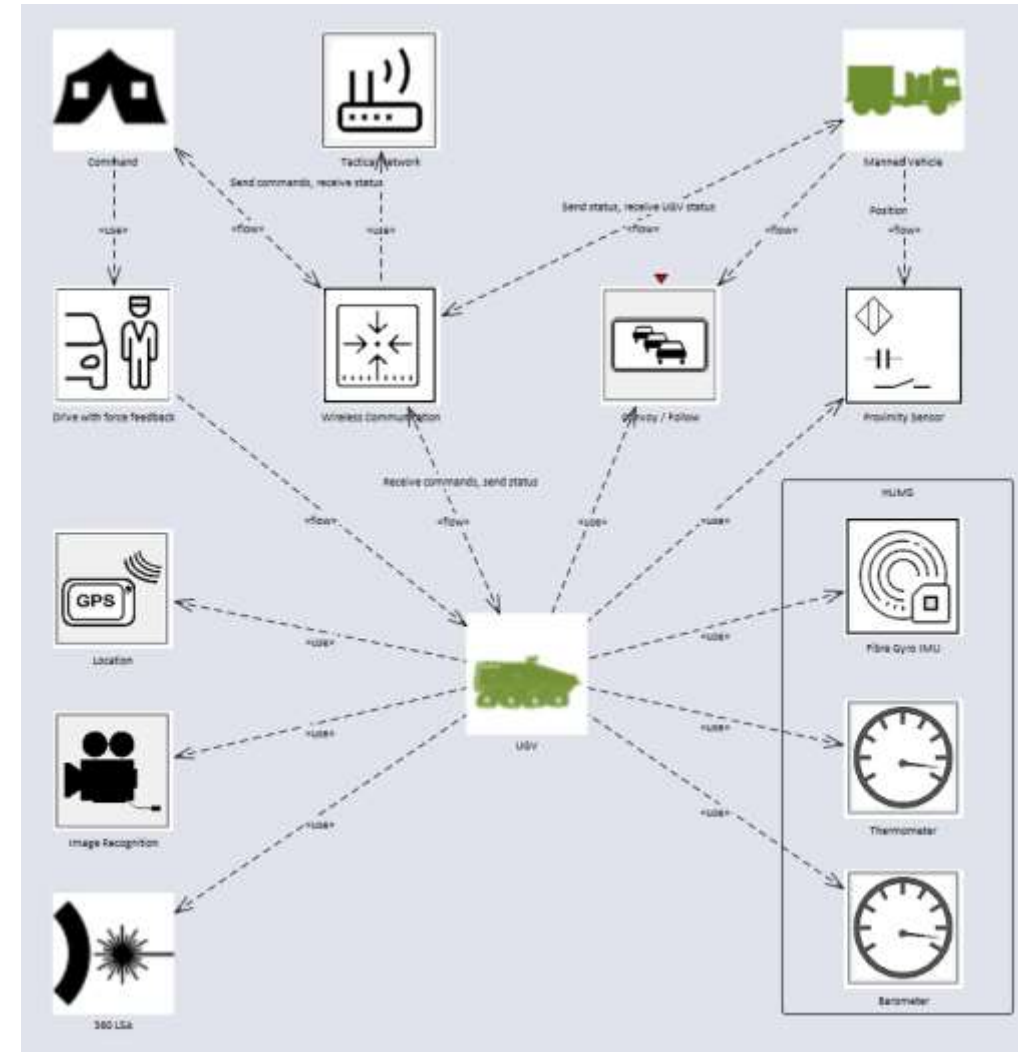 Command
Tactical Network
Manned Vehicle
Send commands, receive status
Send status, receive UGV status
Position
«use»
«flow»
«use»
«flow»
«flow»
«flow»
Drive with force feedback
Wireless Communication
Convoy / Follow
Proximity Sensor
Receive commands, send status
HUMS
«flow»
«flow»
«use»
«use»
GPS
Location
«use»
«use»
Fibre Gyro IMU
UGV
«use»
«use»
Image Recognition
Thermometer
«use»
«use»
360 LSA
Barometer